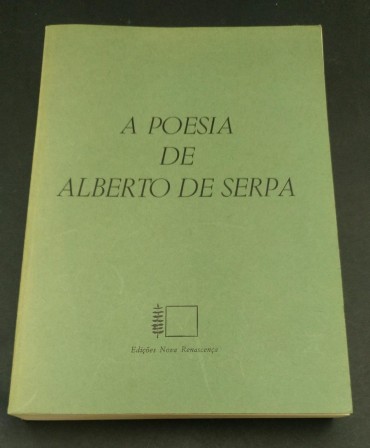 A POESIA
DE
ALBERTO DE SERPA
Edições Nova Renascença